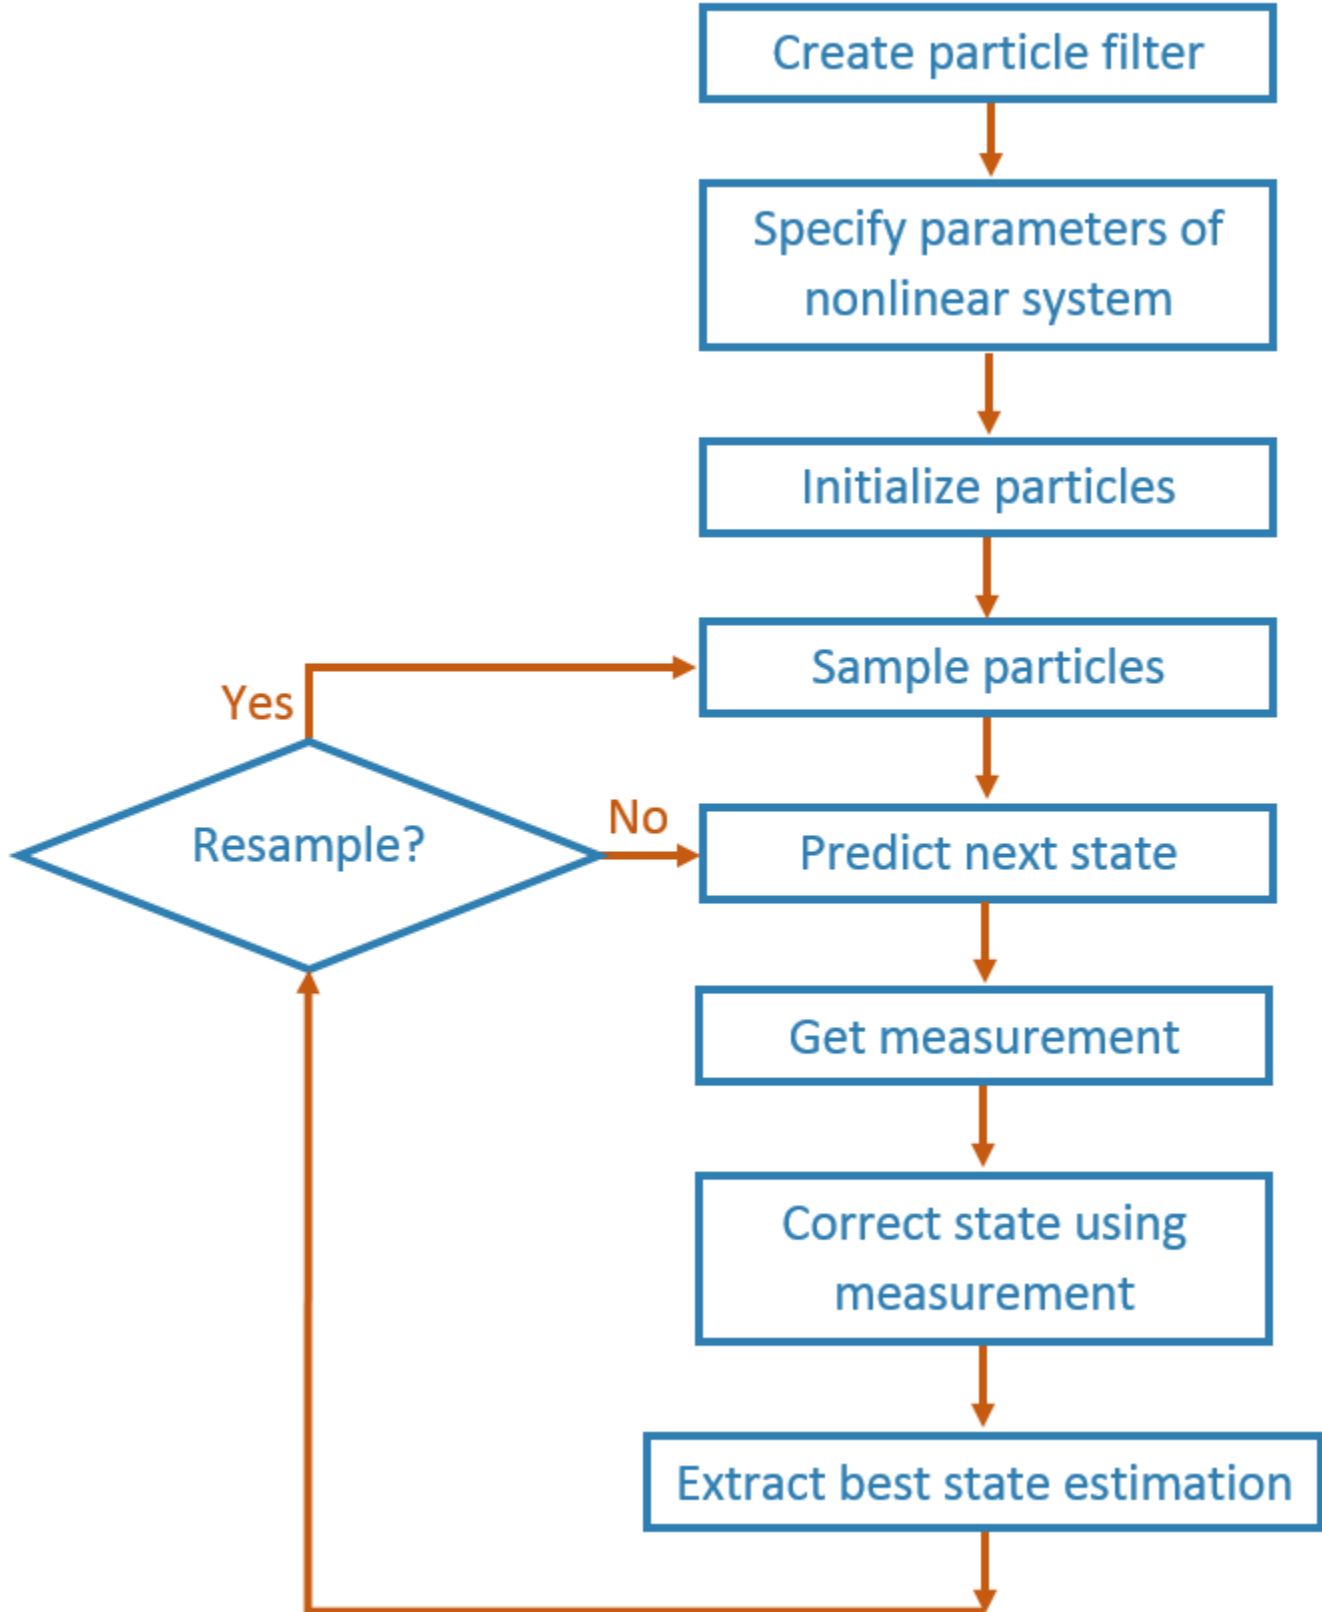 Create particle filter
Specify parameters of
nonlinear system
Initialize particles
Sample particles
Yes
Resample?
No
Predict next state
Get measurement
Correct state using
measurement
Extract best state estimation